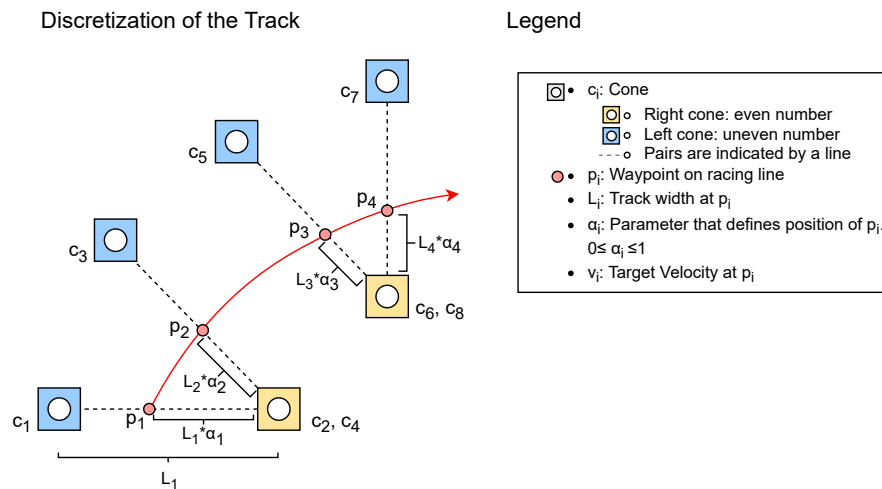 Discretization of the Track
Legend
c₇
c₅
c₃
p₄
p₃
L₄*α₄
L₃*α₃
c₆, c₈
p₂
L₂*α₂
c₁
p₁
L₁*α₁
c₂, c₄
L₁
cᵢ: Cone
Right cone: even number
Left cone: uneven number
Pairs are indicated by a line
pᵢ: Waypoint on racing line
Lᵢ: Track width at pᵢ
αᵢ: Parameter that defines position of pᵢ.
0≤ αᵢ ≤1
vᵢ: Target Velocity at pᵢ